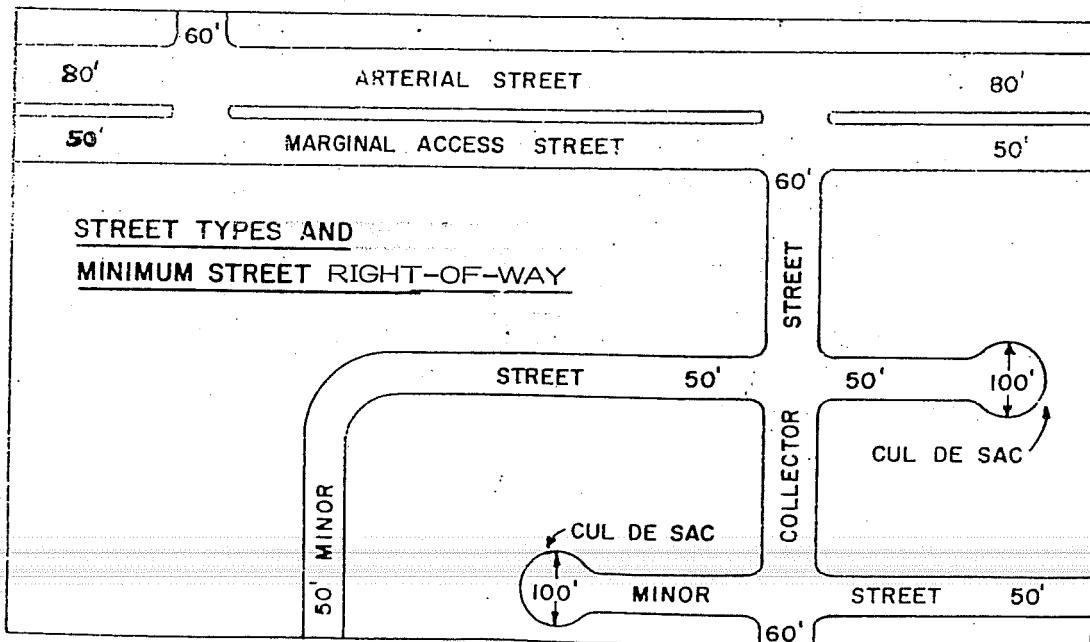 60'
80' ARTERIAL STREET 80'
50' MARGINAL ACCESS STREET 50'
60'
STREET TYPES AND
MINIMUM STREET RIGHT-OF-WAY
STREET
STREET 50' 50' 100'
CUL DE SAC
COLLECTOR
50' MINOR
CUL DE SAC
100' MINOR STREET 50'
60'